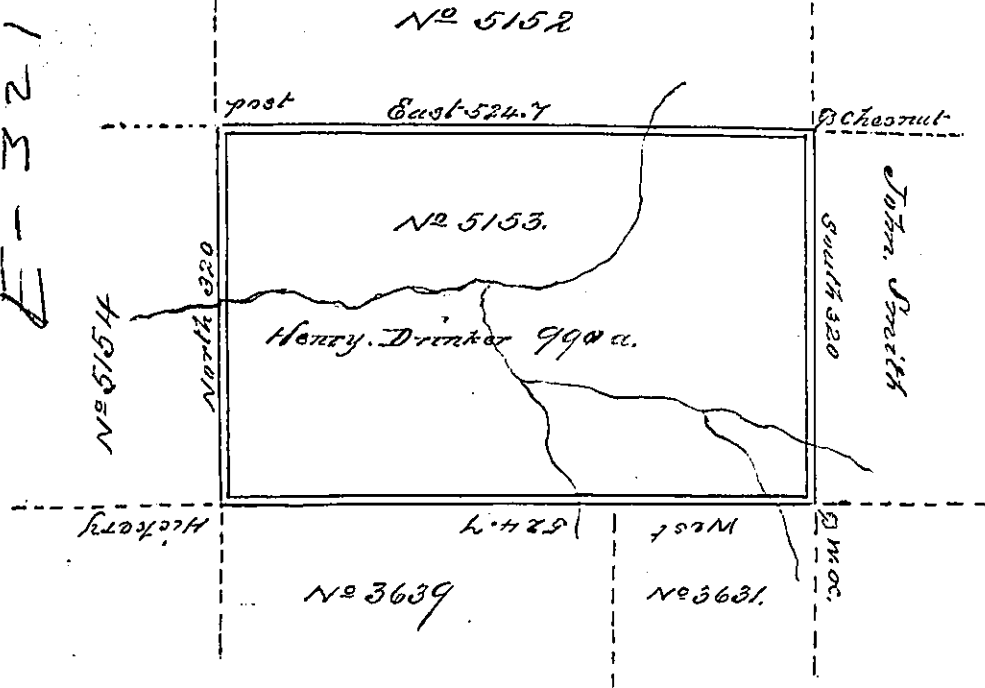 E-321
Nº 5152
post
East 524.7
B Chesnut
Nº 5153.
John. Smith
South 320
North 320
Nº 5154
Henry. Drinker 990 a.
Hickory
West 524.7
B W. oc.
Nº 3639
Nº 3631.